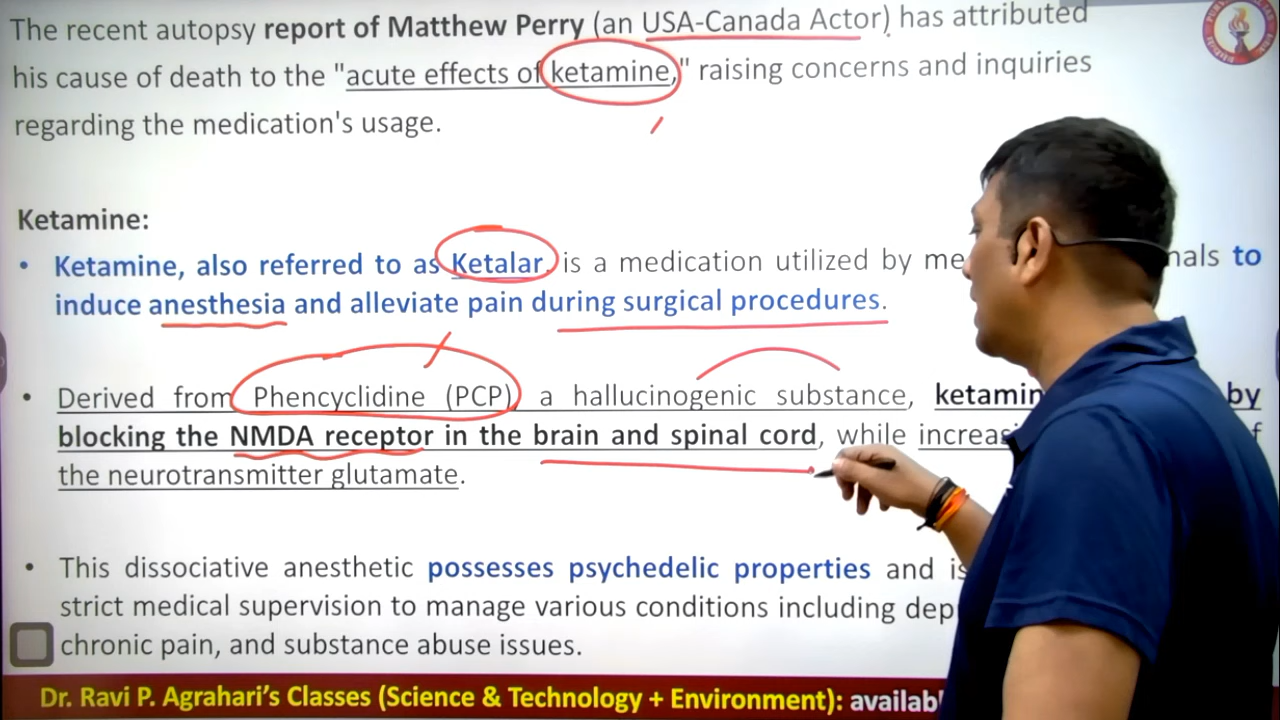 The recent autopsy report of Matthew Perry (an USA-Canada Actor) has attributed
his cause of death to the "acute effects of ketamine," raising concerns and inquiries
regarding the medication's usage.
Ketamine:
• Ketamine, also referred to as Ketalar, is a medication utilized by me nals to
induce anesthesia and alleviate pain during surgical procedures.
• Derived from Phencyclidine (PCP) a hallucinogenic substance, ketamin by
blocking the NMDA receptor in the brain and spinal cord, while increas f
the neurotransmitter glutamate.
• This dissociative anesthetic possesses psychedelic properties and is
strict medical supervision to manage various conditions including dep
chronic pain, and substance abuse issues.
Dr. Ravi P. Agrahari's Classes (Science & Technology + Environment): availabl